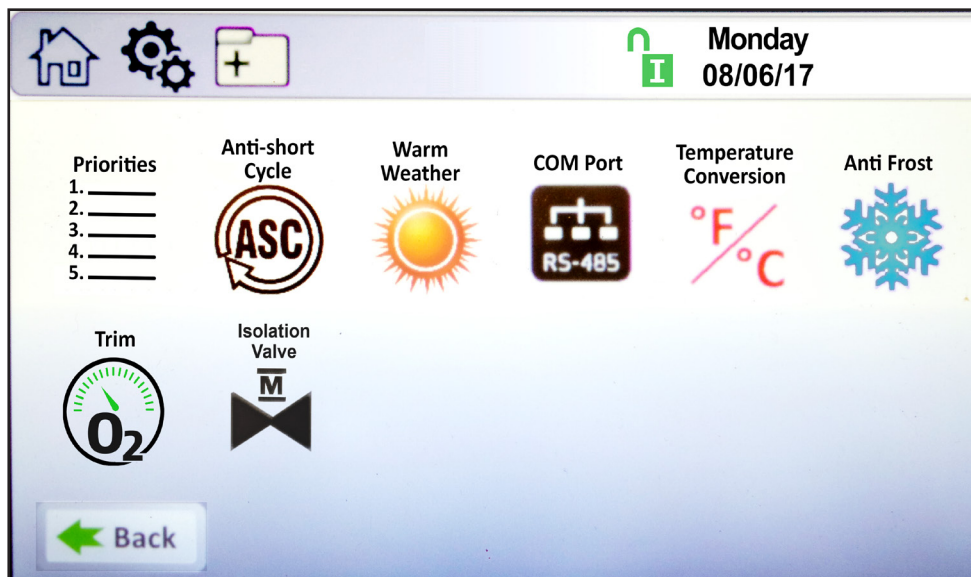 Monday
08/06/17
I
Priorities
1.
2.
3.
4.
5.
Anti-short
Cycle
ASC
Warm
Weather
COM Port
RS-485
Temperature
Conversion
°F/°C
Anti Frost
Trim
O2
Isolation
Valve
M
Back